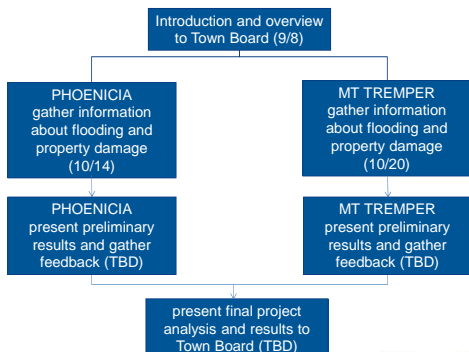 Introduction and overview
to Town Board (9/8)
PHOENICIA
gather information
about flooding and
property damage
(10/14)
MT TREMPER
gather information
about flooding and
property damage
(10/20)
PHOENICIA
present preliminary
results and gather
feedback (TBD)
MT TREMPER
present preliminary
results and gather
feedback (TBD)
present final project
analysis and results to
Town Board (TBD)